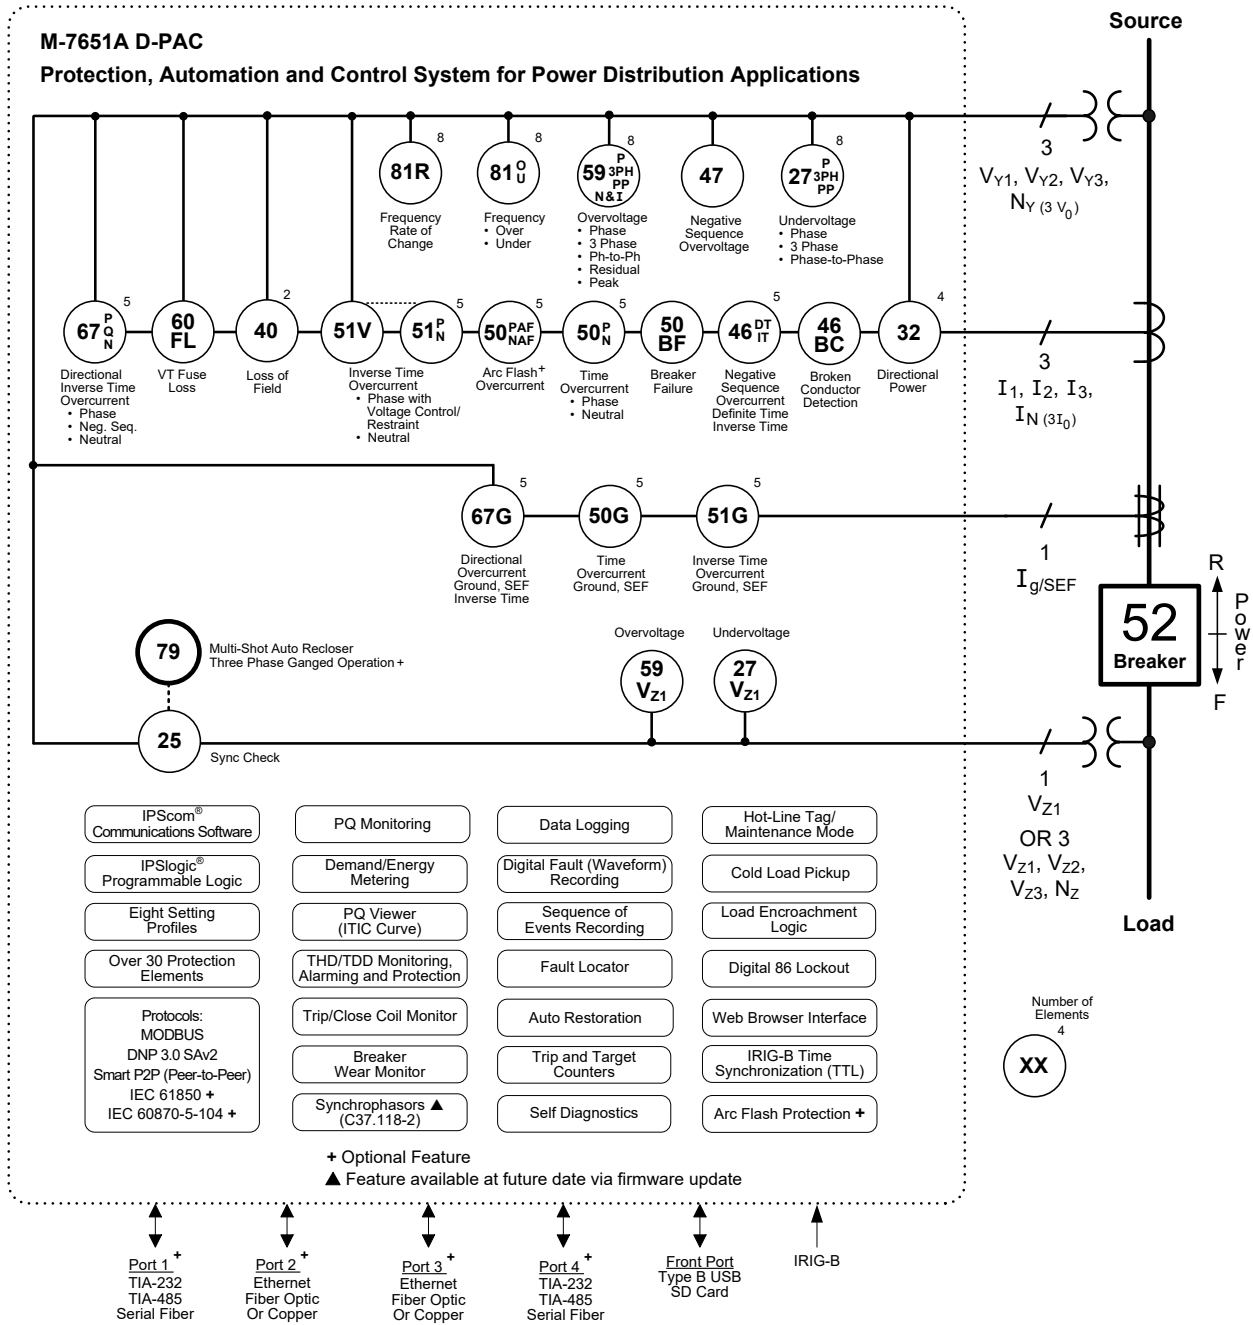 Source
M-7651A D-PAC
Protection, Automation and Control System for Power Distribution Applications
8
81R
Frequency
Rate of
Change
8
81 O
U
Frequency
• Over
• Under
8
59 P
3PH
PP
N & I
Overvoltage
• Phase
• 3 Phase
• Ph-to-Ph
• Residual
• Peak
47
Negative
Sequence
Overvoltage
8
27 P
3PH
PP
Undervoltage
• Phase
• 3 Phase
• Phase-to-Phase
3
VY1, VY2, VY3,
NY (3 V0)
5
67 P
Q
N
Directional
Inverse Time
Overcurrent
• Phase
• Neg. Seq.
• Neutral
60
FL
VT Fuse
Loss
2
40
Loss of
Field
51V
5
51 P
N
Inverse Time
Overcurrent
• Phase with
Voltage Control/
Restraint
• Neutral
5
50 PAF
NAF
Arc Flash+
Overcurrent
5
50 P
N
Time
Overcurrent
• Phase
• Neutral
50
BF
Breaker
Failure
5
46 DT
IT
Negative
Sequence
Overcurrent
Definite Time
Inverse Time
46
BC
Broken
Conductor
Detection
4
32
Directional
Power
3
I1, I2, I3,
IN (3I0)
5
67G
Directional
Overcurrent
Ground, SEF
Inverse Time
5
50G
Time
Overcurrent
Ground, SEF
5
51G
Inverse Time
Overcurrent
Ground, SEF
1
Ig/SEF
R
Power
F
52
Breaker
79
Multi-Shot Auto Recloser
Three Phase Ganged Operation +
Overvoltage
59
VZ1
Undervoltage
27
VZ1
25
Sync Check
1
VZ1
OR 3
VZ1, VZ2,
VZ3, NZ
Load
IPScom®
Communications Software
PQ Monitoring
Data Logging
Hot-Line Tag/
Maintenance Mode
IPSlogic®
Programmable Logic
Demand/Energy
Metering
Digital Fault (Waveform)
Recording
Cold Load Pickup
Eight Setting
Profiles
PQ Viewer
(ITIC Curve)
Sequence of
Events Recording
Load Encroachment
Logic
Over 30 Protection
Elements
THD/TDD Monitoring,
Alarming and Protection
Fault Locator
Digital 86 Lockout
Protocols:
MODBUS
DNP 3.0 SAv2
Smart P2P (Peer-to-Peer)
IEC 61850 +
IEC 60870-5-104 +
Trip/Close Coil Monitor
Auto Restoration
Web Browser Interface
Breaker
Wear Monitor
Trip and Target
Counters
IRIG-B Time
Synchronization (TTL)
Synchrophasors ▲
(C37.118-2)
Self Diagnostics
Arc Flash Protection +
Number of
Elements
4
XX
+ Optional Feature
▲ Feature available at future date via firmware update
Port 1 +
TIA-232
TIA-485
Serial Fiber
Port 2 +
Ethernet
Fiber Optic
Or Copper
Port 3 +
Ethernet
Fiber Optic
Or Copper
Port 4 +
TIA-232
TIA-485
Serial Fiber
Front Port
Type B USB
SD Card
IRIG-B